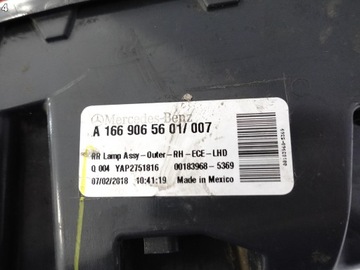 Mercedes-Benz
A 166 906 56 01/ 007
RR Lamp Assy-Outer-RH-ECE-LHD
Q 004 YAP2751816 00183968-5369
07/02/2018 10:41:19 Made in Mexico